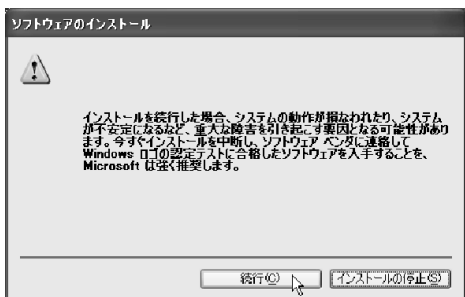 ソフトウェアのインストール
インストールを続行した場合、システムの動作が損なわれたり、システム
が不安定になるなど、重大な障害を引き起こす要因となる可能性があり
ます。今すぐインストールを中断し、ソフトウェア ベンダに連絡して
Windows ロゴの認定テストに合格したソフトウェアを入手することを、
Microsoft は強く推奨します。
続行(C)
インストールの停止(S)